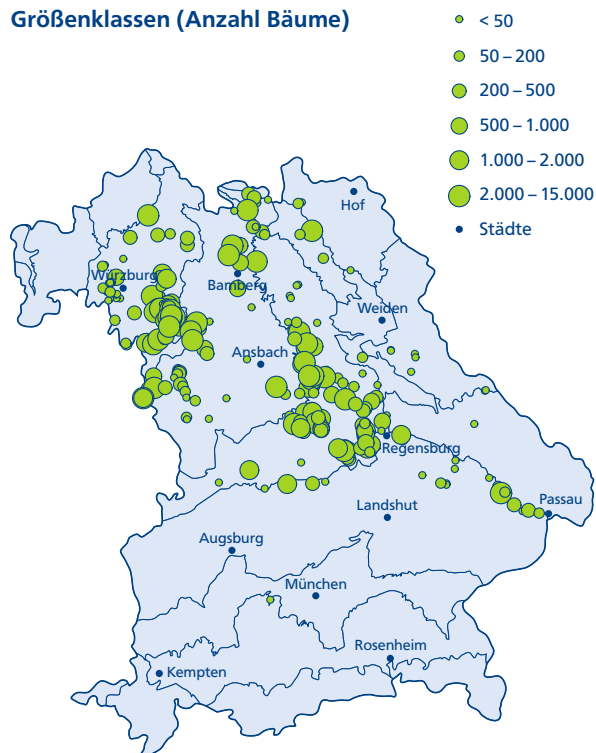 Größenklassen (Anzahl Bäume)
< 50
50 – 200
200 – 500
500 – 1.000
1.000 – 2.000
2.000 – 15.000
Städte
Hof
Würzburg
Bamberg
Weiden
Ansbach
Regensburg
Landshut
Passau
Augsburg
München
Rosenheim
Kempten